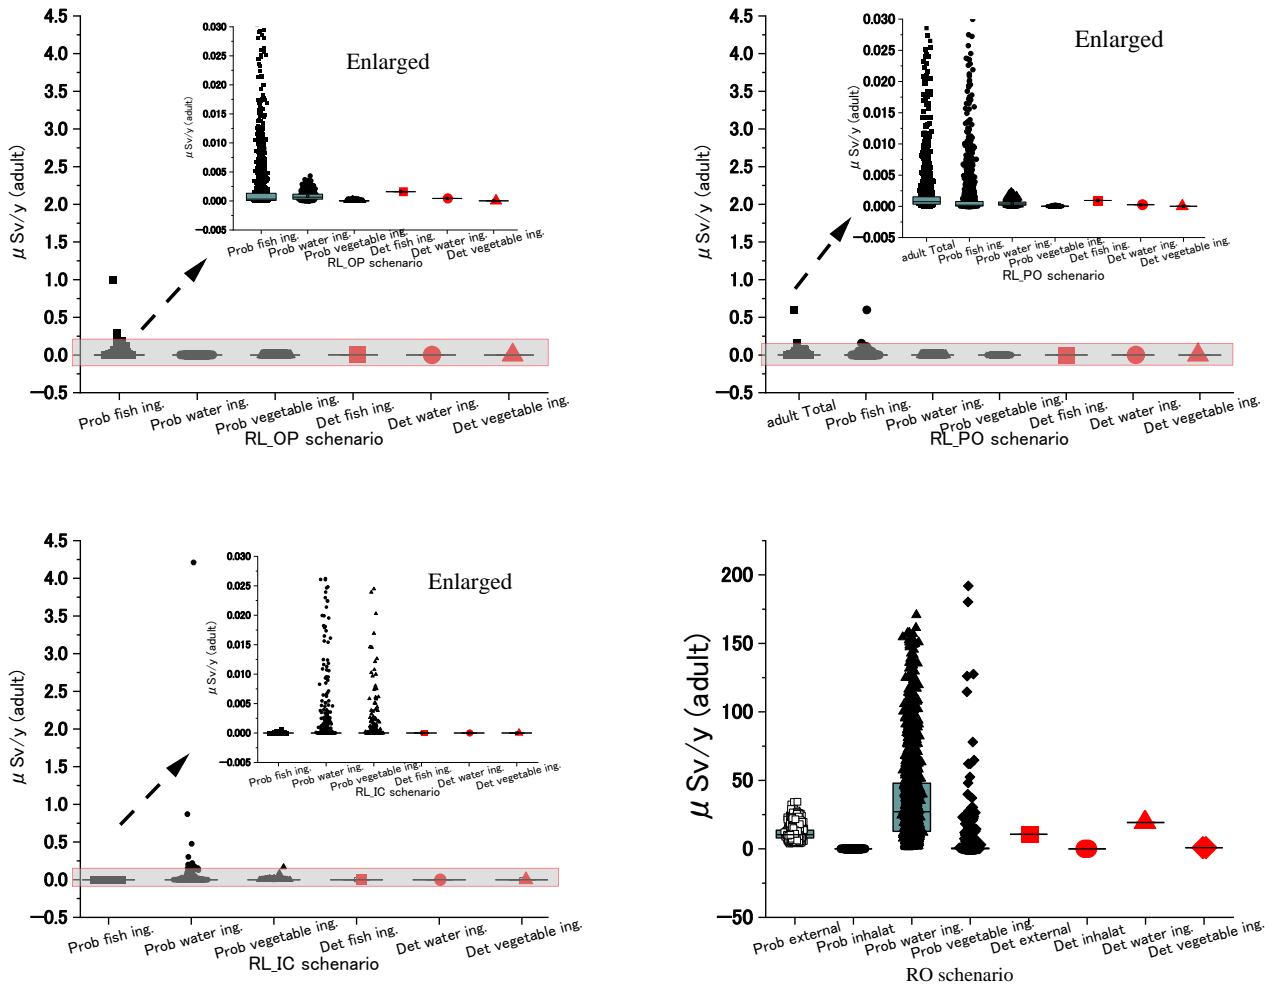 4.5
4.0
3.5
3.0
2.5
2.0
1.5
1.0
0.5
0.0
−0.5
μ Sv/y (adult)
Prob fish ing.
Prob water ing.
Prob vegetable ing.
Det fish ing.
Det water ing.
Det vegetable ing.
RL_OP schenario
Enlarged
0.030
0.025
0.020
0.015
0.010
0.005
0.000
−0.005
μ Sv/y (adult)
Prob fish ing.
Prob water ing.
Prob vegetable ing.
Det fish ing.
Det water ing.
Det vegetable ing.
RL_OP schenario
4.5
4.0
3.5
3.0
2.5
2.0
1.5
1.0
0.5
0.0
−0.5
μ Sv/y (adult)
adult Total
Prob fish ing.
Prob water ing.
Prob vegetable ing.
Det fish ing.
Det water ing.
Det vegetable ing.
RL_PO schenario
Enlarged
0.030
0.025
0.020
0.015
0.010
0.005
0.000
−0.005
μ Sv/y (adult)
adult Total
Prob fish ing.
Prob water ing.
Prob vegetable ing.
Det fish ing.
Det water ing.
Det vegetable ing.
RL_PO schenario
4.5
4.0
3.5
3.0
2.5
2.0
1.5
1.0
0.5
0.0
−0.5
μ Sv/y (adult)
Prob fish ing.
Prob water ing.
Prob vegetable ing.
Det fish ing.
Det water ing.
Det vegetable ing.
RL_IC schenario
Enlarged
0.030
0.025
0.020
0.015
0.010
0.005
0.000
−0.005
μ Sv/y (adult)
Prob fish ing.
Prob water ing.
Prob vegetable ing.
Det fish ing.
Det water ing.
Det vegetable ing.
RL_IC schenario
200
150
100
50
0
−50
μ Sv/y (adult)
Prob external
Prob inhalat
Prob water ing.
Prob vegetable ing.
Det external
Det inhalat
Det water ing.
Det vegetable ing.
RO schenario